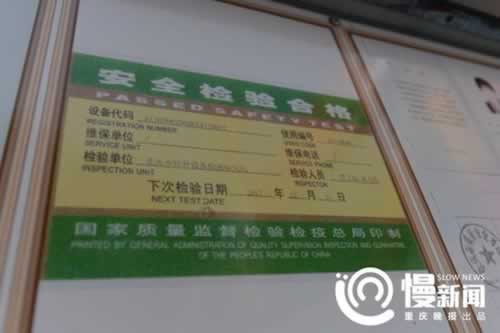 安全检验合格
PASSED SAFETY TEST
设备代码
REGISTRATION NUMBER
使用编号
维保单位
SERVICE UNIT
维保电话
检验单位
INSPECTION UNIT
检验人员
INSPECTOR
下次检验日期 年 月 日
NEXT TEST DATE
国家质量监督检验检疫总局印制
PRINTED BY GENERAL ADMINISTRATION OF QUALITY SUPERVISION INSPECTION AND QUARANTINE
OF THE PEOPLE'S REPUBLIC OF CHINA
SLOW NEWS
慢新闻
重庆晚报出品